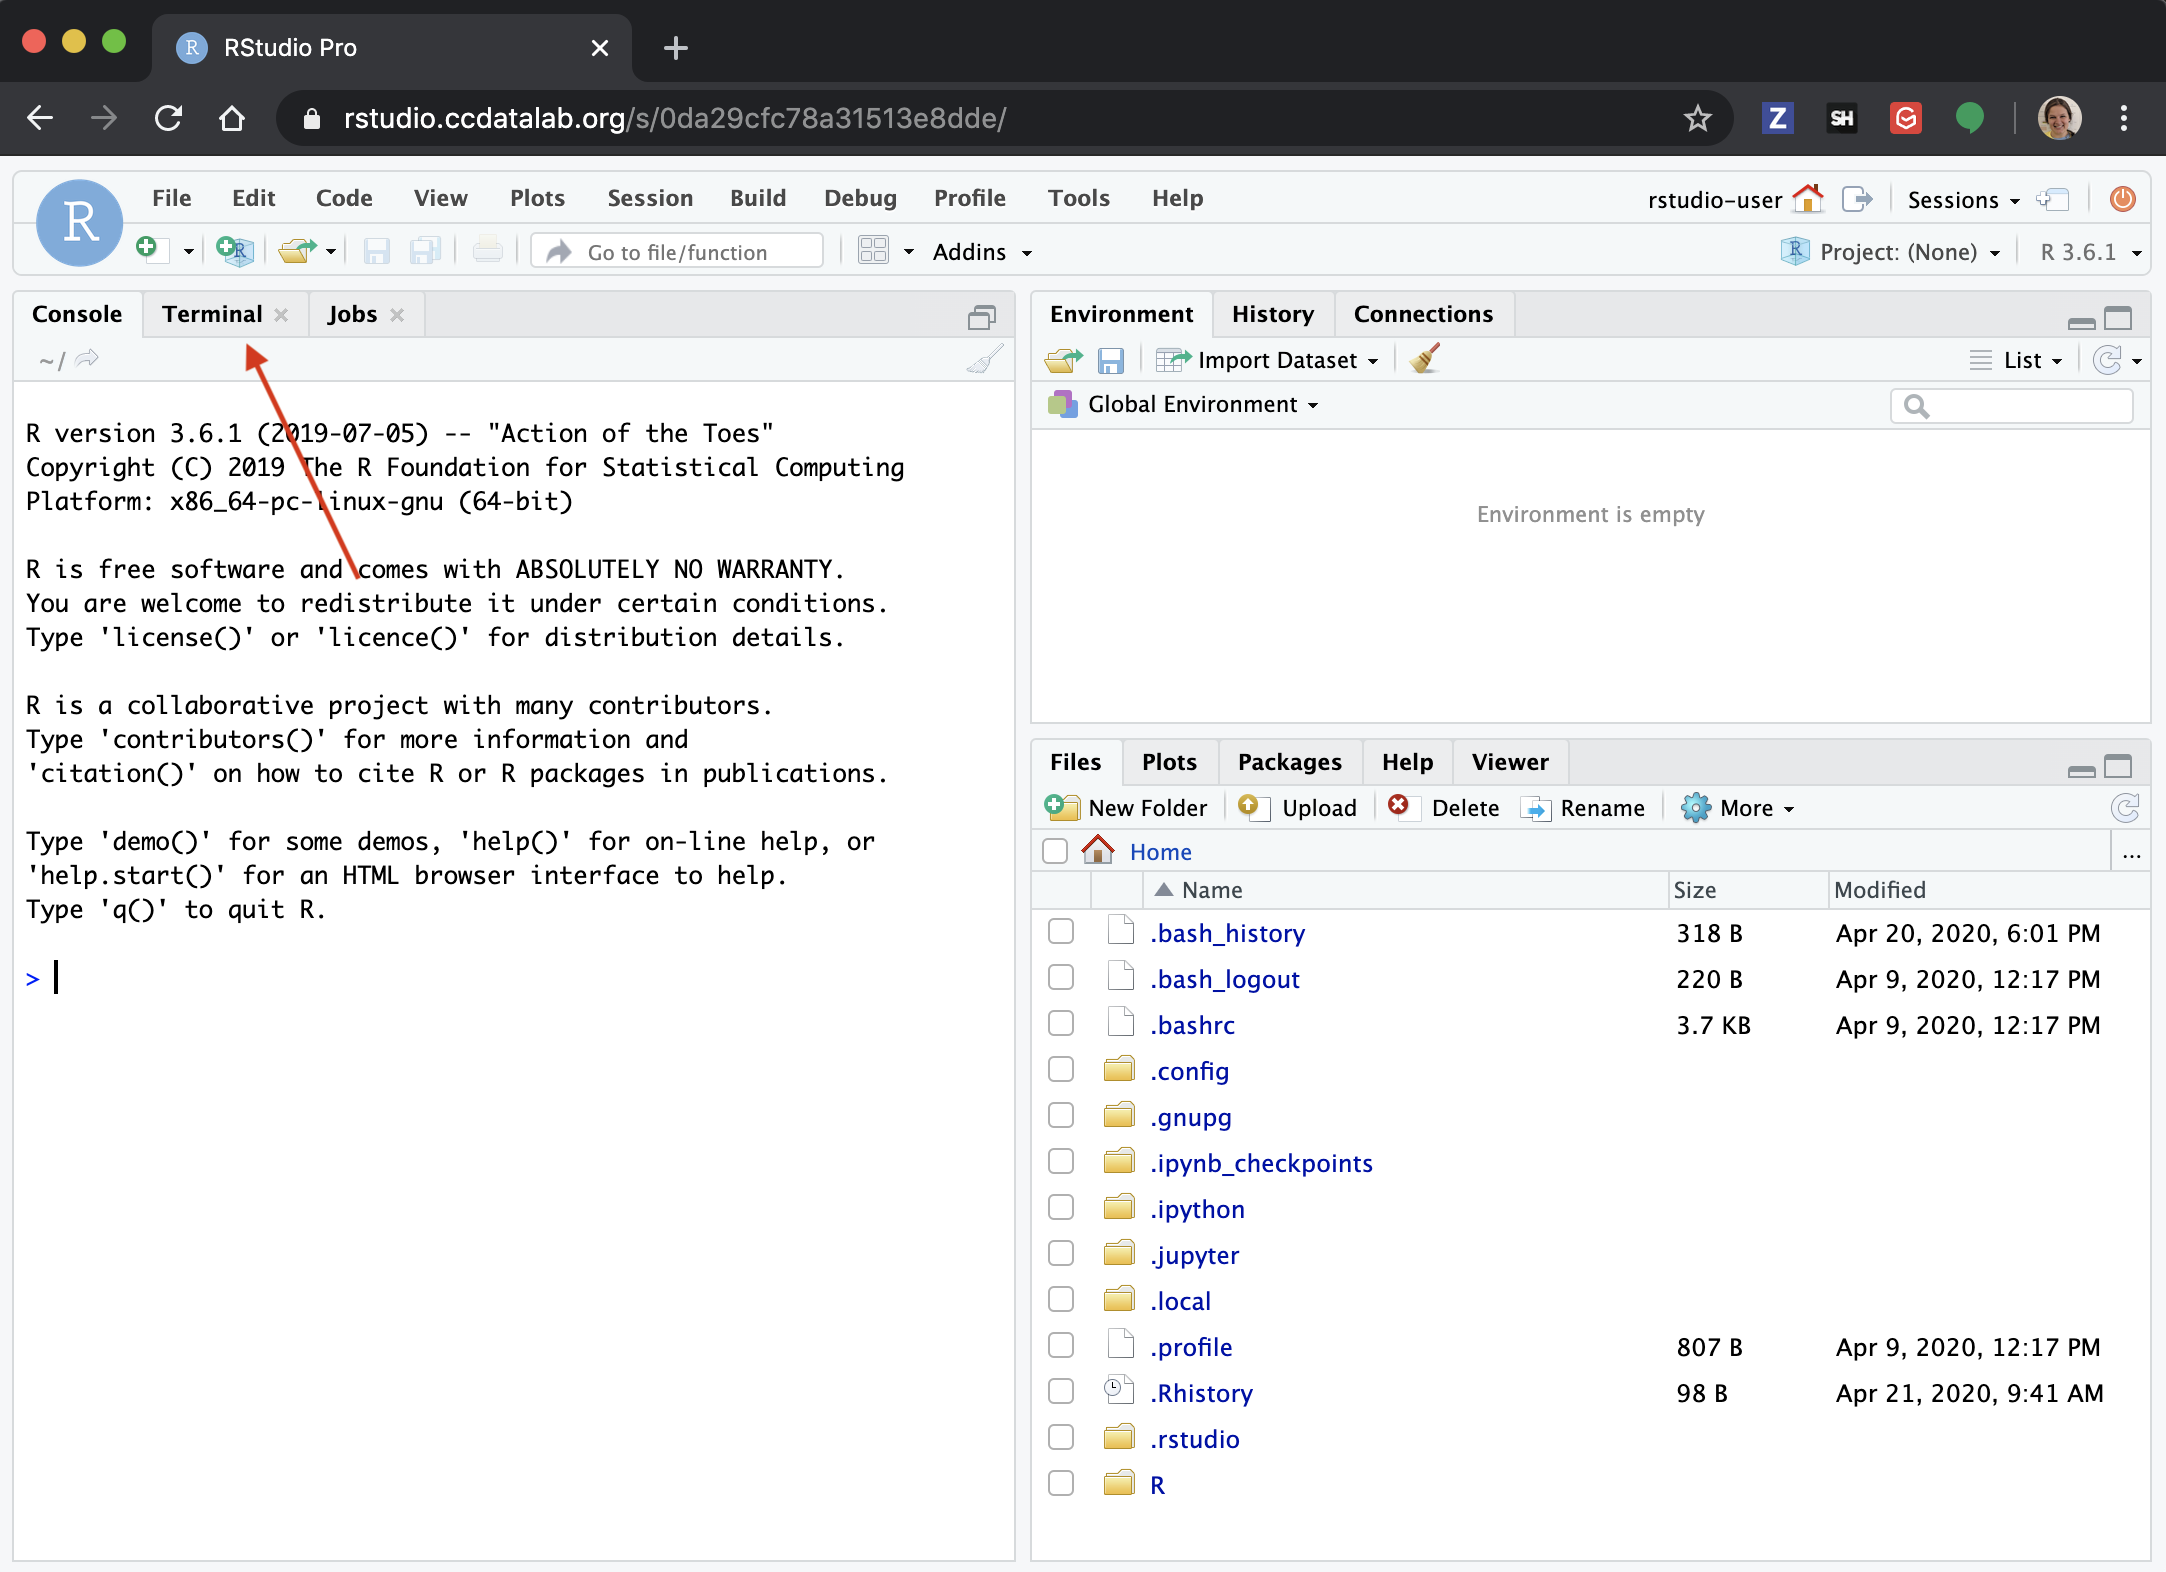 RStudio Pro
rstudio.ccdatalab.org/s/0da29cfc78a31513e8dde/
Z
SH
R
File Edit Code View Plots Session Build Debug Profile Tools Help
rstudio-user
Sessions
Go to file/function
Addins
Project: (None)
R 3.6.1
Console Terminal Jobs
~/
R version 3.6.1 (2019-07-05) -- "Action of the Toes"
Copyright (C) 2019 The R Foundation for Statistical Computing
Platform: x86_64-pc-linux-gnu (64-bit)
R is free software and comes with ABSOLUTELY NO WARRANTY.
You are welcome to redistribute it under certain conditions.
Type 'license()' or 'licence()' for distribution details.
R is a collaborative project with many contributors.
Type 'contributors()' for more information and
'citation()' on how to cite R or R packages in publications.
Type 'demo()' for some demos, 'help()' for on-line help, or
'help.start()' for an HTML browser interface to help.
Type 'q()' to quit R.
>
Environment History Connections
Import Dataset
List
Global Environment
Environment is empty
Files Plots Packages Help Viewer
New Folder Upload Delete Rename More
Home
...
Name Size Modified
.bash_history 318 B Apr 20, 2020, 6:01 PM
.bash_logout 220 B Apr 9, 2020, 12:17 PM
.bashrc 3.7 KB Apr 9, 2020, 12:17 PM
.config
.gnupg
.ipynb_checkpoints
.ipython
.jupyter
.local
.profile 807 B Apr 9, 2020, 12:17 PM
.Rhistory 98 B Apr 21, 2020, 9:41 AM
.rstudio
R